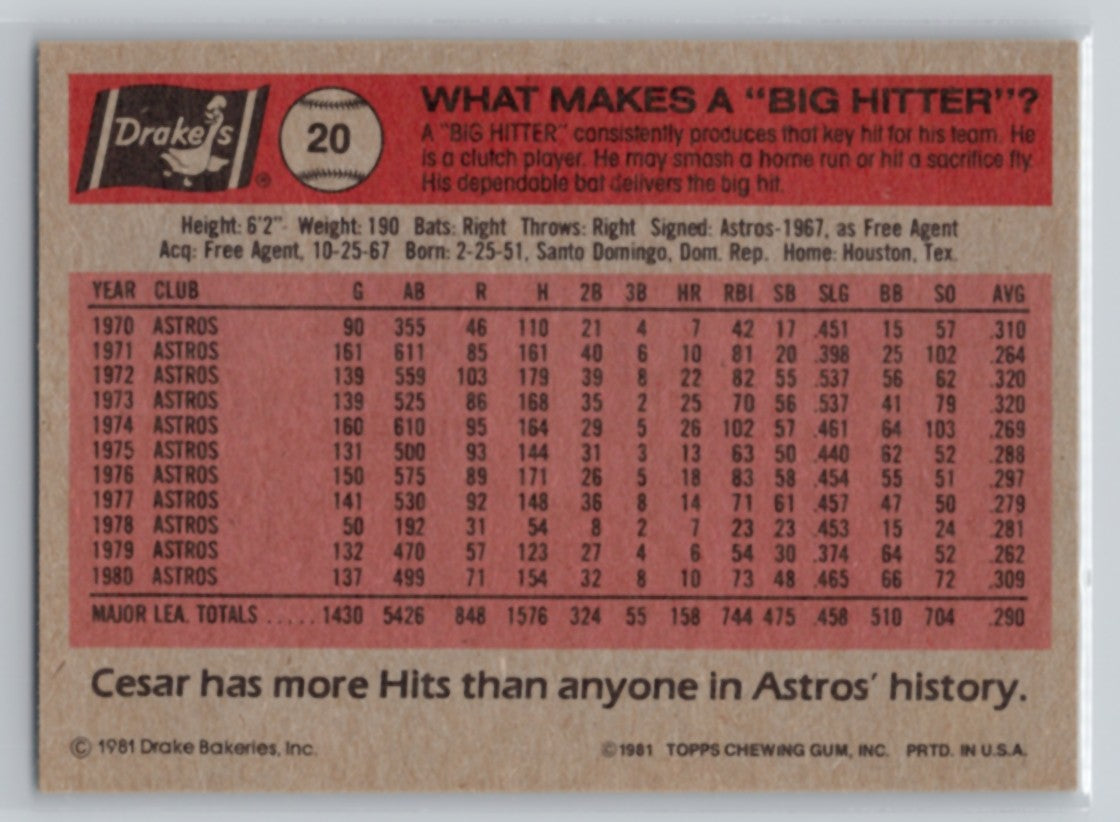 Drake's
®
20
WHAT MAKES A "BIG HITTER"?
A "BIG HITTER" consistently produces that key hit for his team. He
is a clutch player. He may smash a home run or hit a sacrifice fly.
His dependable bat delivers the big hit.
Height: 6'2" Weight: 190 Bats: Right Throws: Right Signed: Astros-1967, as Free Agent
Acq: Free Agent, 10-25-67 Born: 2-25-51, Santo Domingo, Dom. Rep. Home: Houston, Tex.
YEAR CLUB G AB R H 2B 3B HR RBI SB SLG BB SO AVG
1970 ASTROS 90 355 46 110 21 4 7 42 17 .451 15 57 .310
1971 ASTROS 161 611 85 161 40 6 10 81 20 .398 25 102 .264
1972 ASTROS 139 559 103 179 39 8 22 82 55 .537 56 62 .320
1973 ASTROS 139 525 86 168 35 2 25 70 56 .537 41 79 .320
1974 ASTROS 160 610 95 164 29 5 26 102 57 .461 64 103 .269
1975 ASTROS 131 500 93 144 31 3 13 63 50 .440 62 52 .288
1976 ASTROS 150 575 89 171 26 5 18 83 58 .454 55 51 .297
1977 ASTROS 141 530 92 148 36 8 14 71 61 .457 47 50 .279
1978 ASTROS 50 192 31 54 8 2 7 23 23 .453 15 24 .281
1979 ASTROS 132 470 57 123 27 4 6 54 30 .374 64 52 .262
1980 ASTROS 137 499 71 154 32 8 10 73 48 .465 66 72 .309
MAJOR LEA. TOTALS ..... 1430 5426 848 1576 324 55 158 744 475 .458 510 704 .290
Cesar has more Hits than anyone in Astros' history.
© 1981 Drake Bakeries, Inc.
©1981 TOPPS CHEWING GUM, INC. PRTD. IN U.S.A.